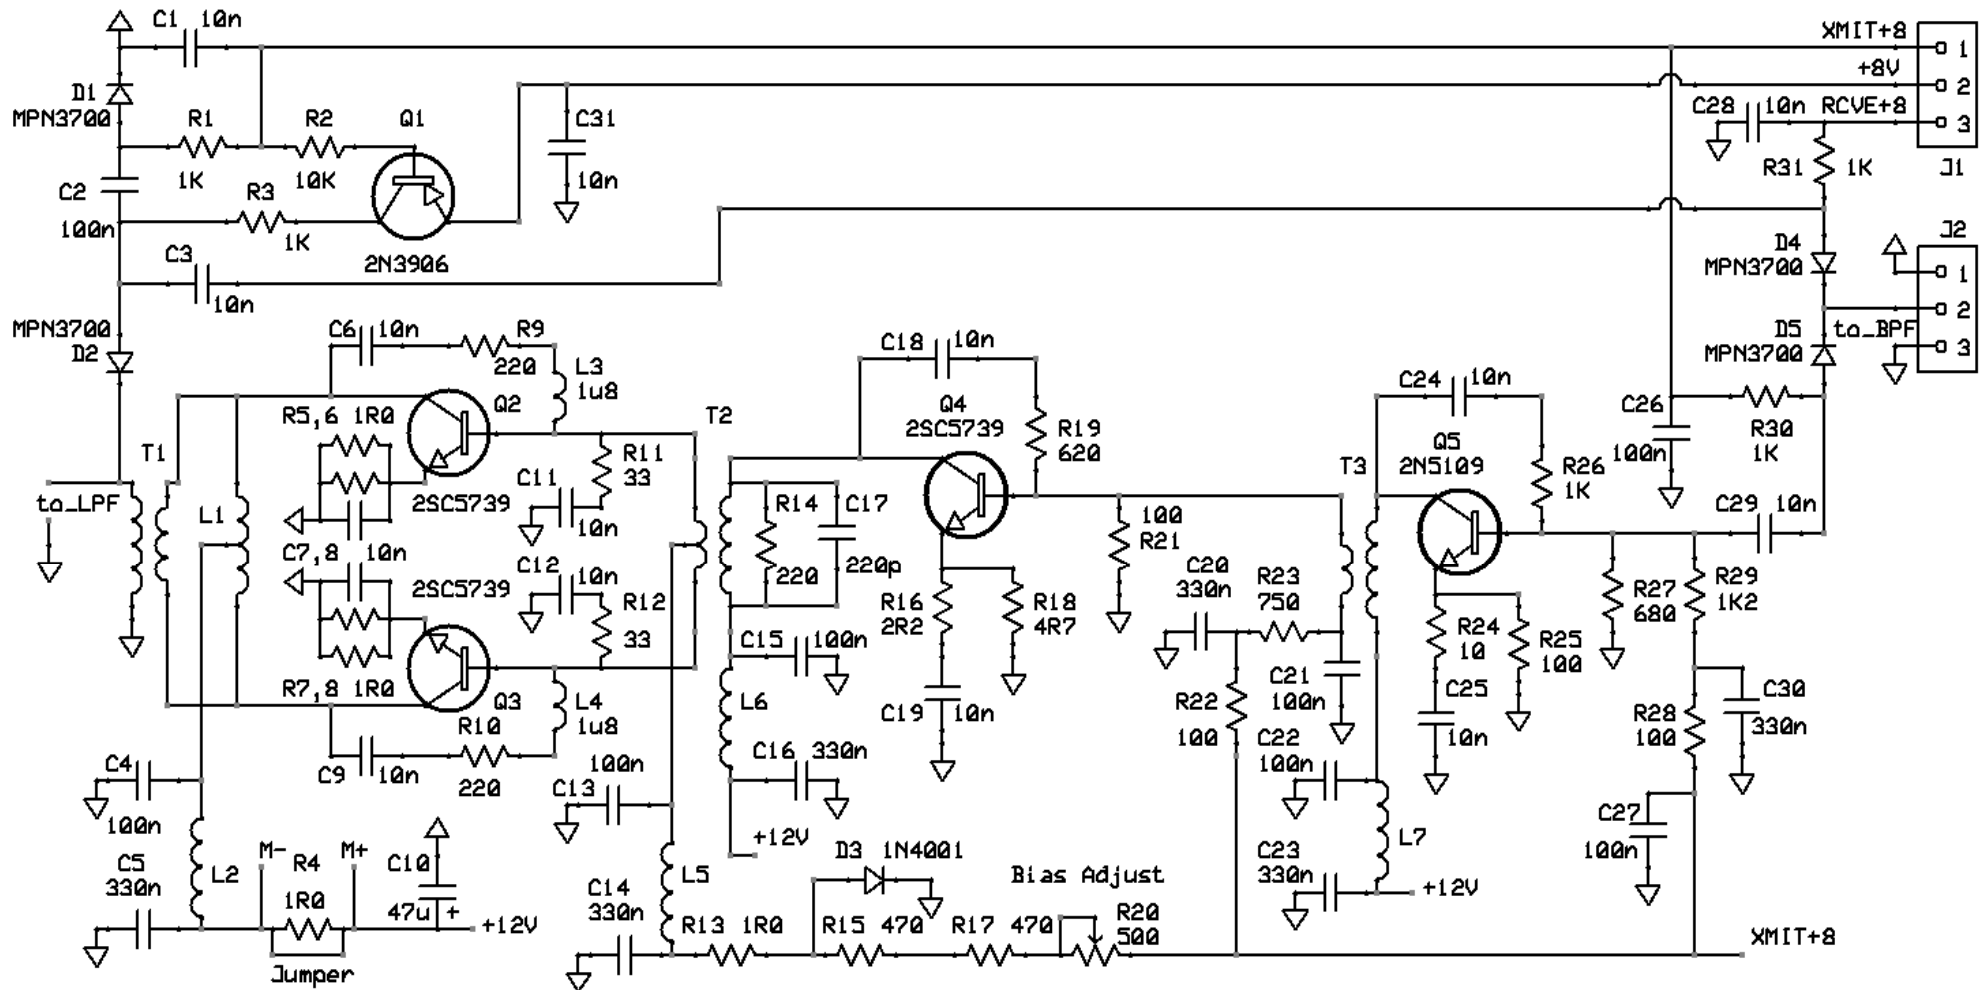 C1 10n
XMIT+8
1
+8V
2
D1
MPN3700
R1
R2
Q1
C31
C28
10n
RCVE+8
3
1K
10K
10n
R31
1K
J1
C2
100n
R3
1K
2N3906
J2
C3
10n
D4
MPN3700
1
2
MPN3700
D2
C6
10n
R9
220
C18
10n
D5
MPN3700
to_BPF
3
L3
1u8
R5,6 1R0
Q2
T2
Q4
2SC5739
R19
620
C24
10n
C26
100n
R30
1K
T1
R11
33
Q5
2N5109
2SC5739
C11
10n
T3
R26
1K
to_LPF
L1
R14
220
C17
220p
100
R21
C29
10n
C7,8
10n
2SC5739
C12
10n
R12
33
C20
330n
R23
750
R16
2R2
R18
4R7
R27
680
R29
1K2
R24
10
R25
100
C15
100n
R7,8 1R0
Q3
L4
1u8
L6
C19
10n
R22
100
C21
100n
C25
10n
C30
330n
R28
100
C9
10n
R10
220
C16
330n
C22
100n
C4
100n
100n
C13
+12V
C27
100n
C5
330n
L2
M-
R4
1R0
M+
C10
47u
+
+12V
L5
D3
1N4001
Bias Adjust
C23
330n
L7
+12V
C14
330n
R13 1R0
R15 470
R17 470
R20
500
XMIT+8
Jumper